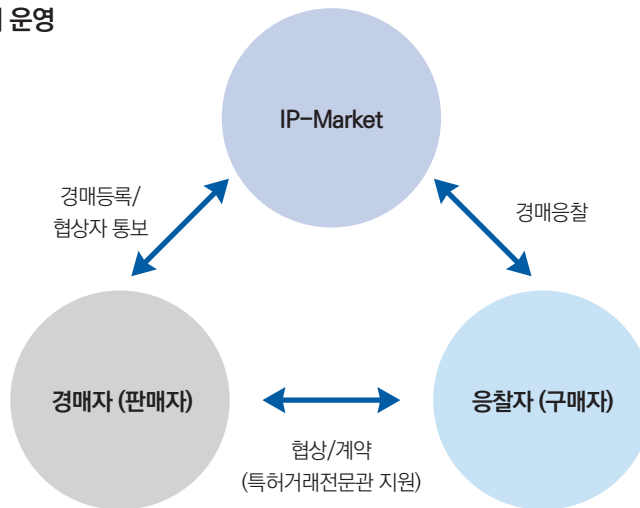 운영
IP-Market
경매등록/
협상자 통보
경매응찰
경매자 (판매자)
응찰자 (구매자)
협상/계약
(특허거래전문관 지원)